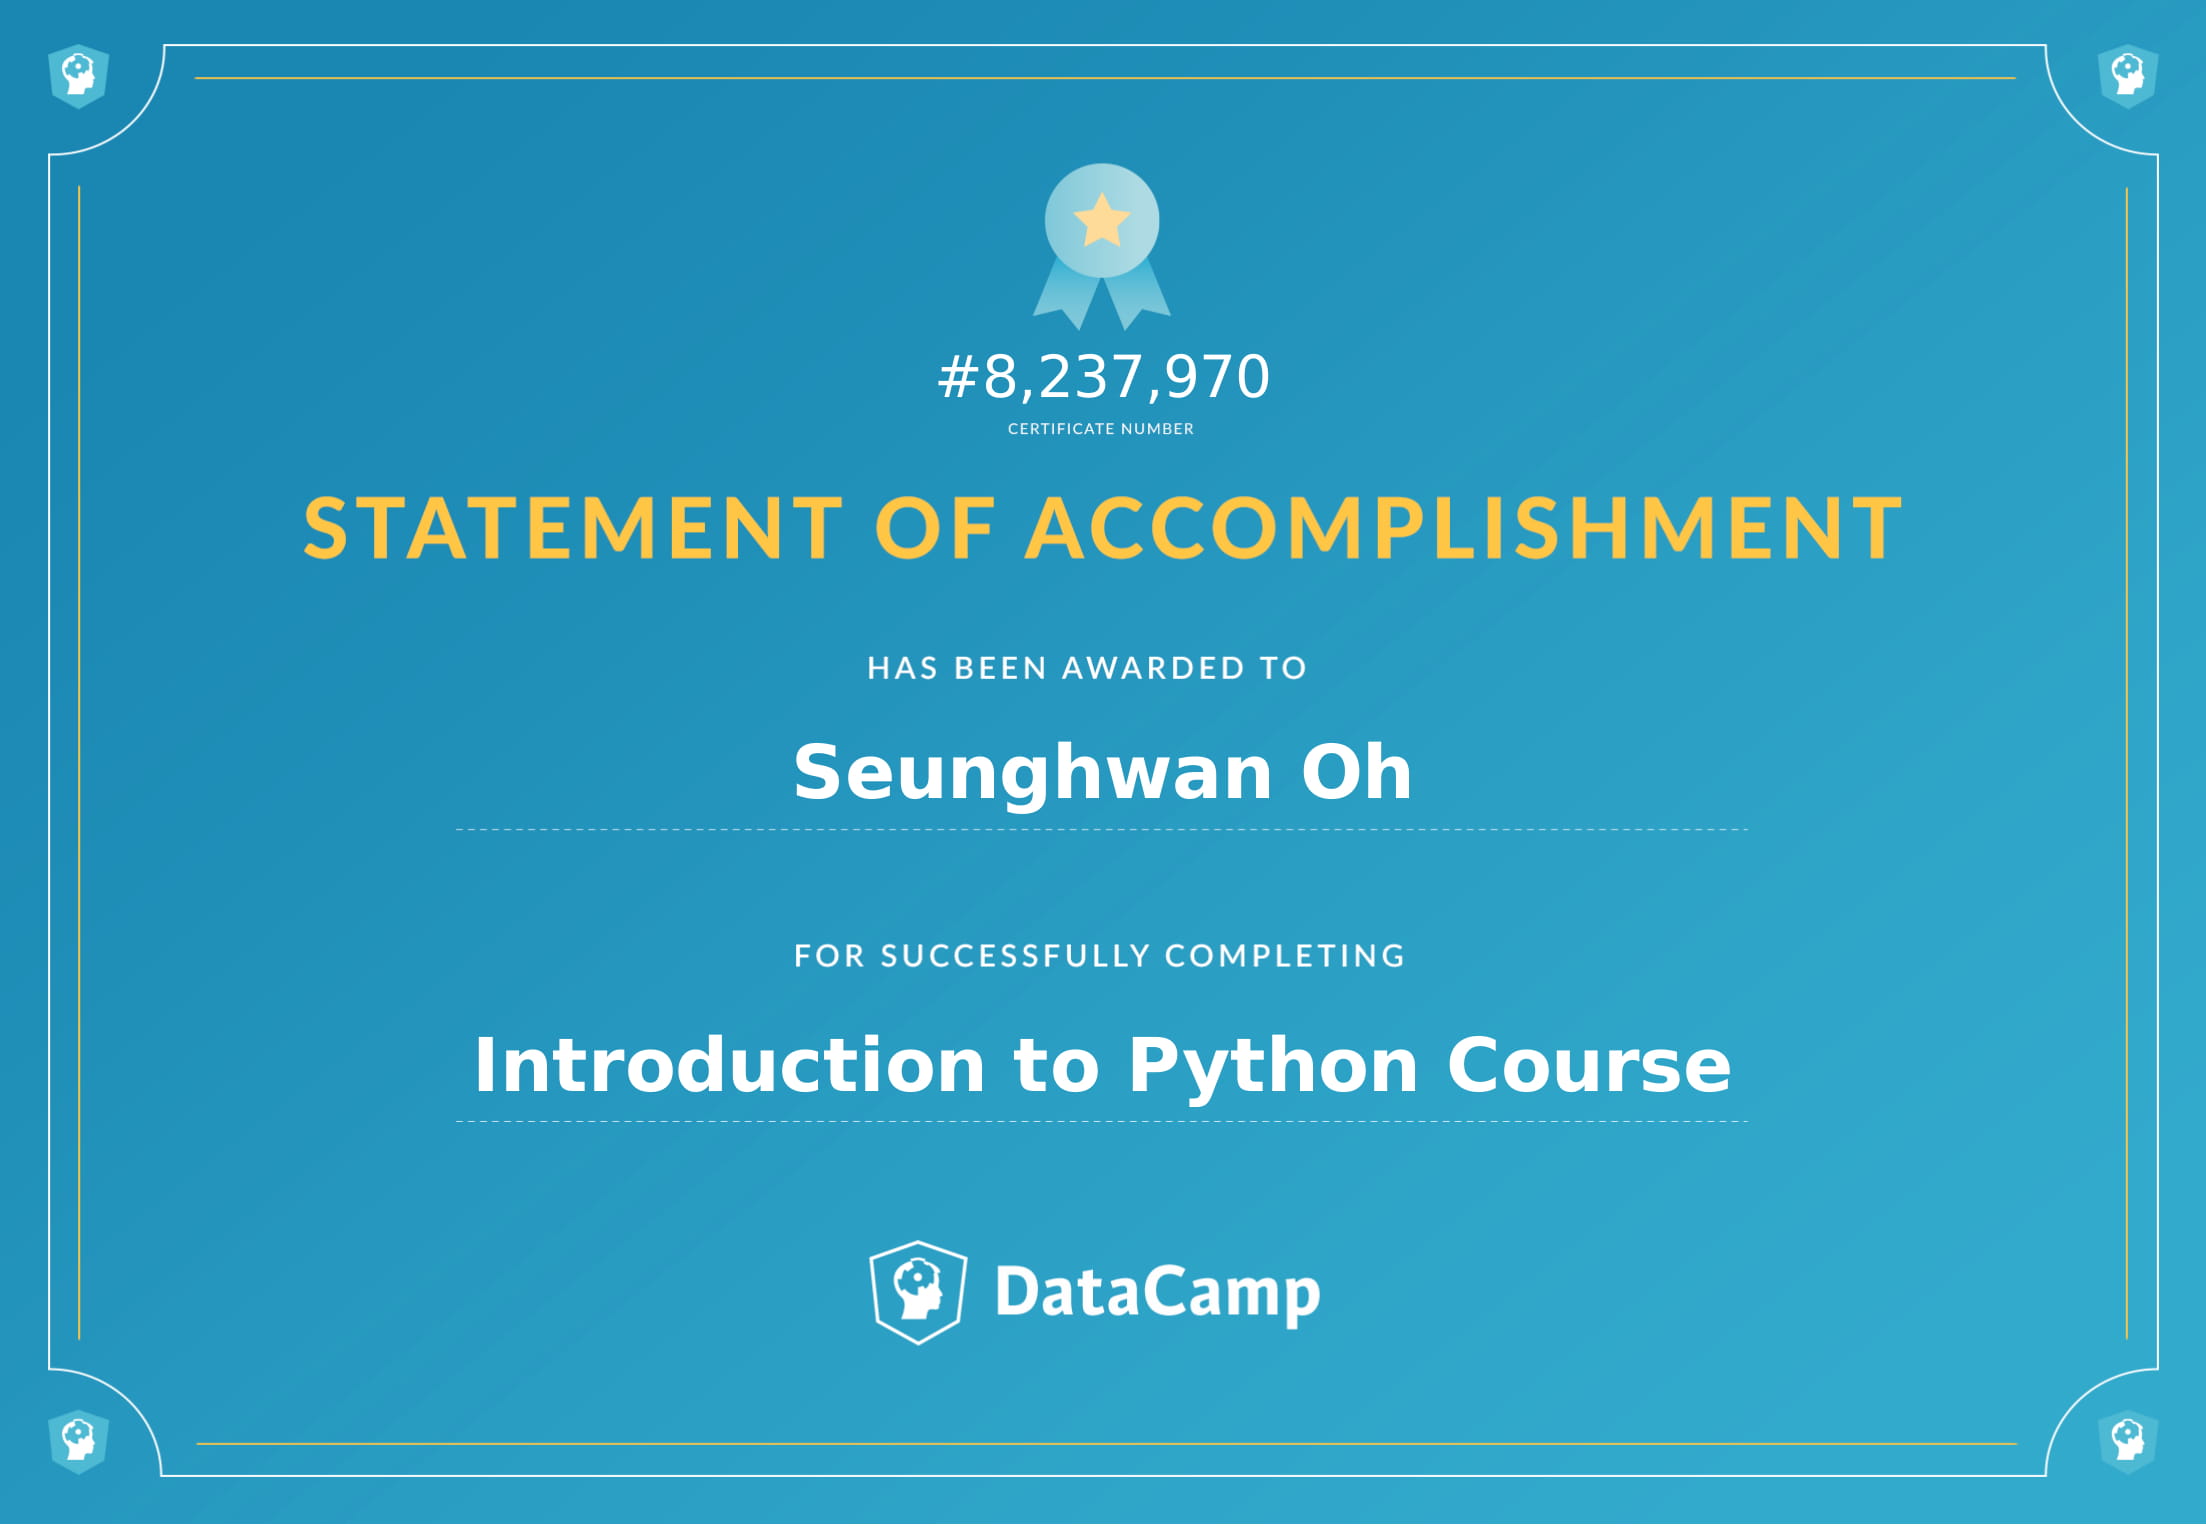 #8,237,970
CERTIFICATE NUMBER
STATEMENT OF ACCOMPLISHMENT
HAS BEEN AWARDED TO
Seunghwan Oh
FOR SUCCESSFULLY COMPLETING
Introduction to Python Course
DataCamp